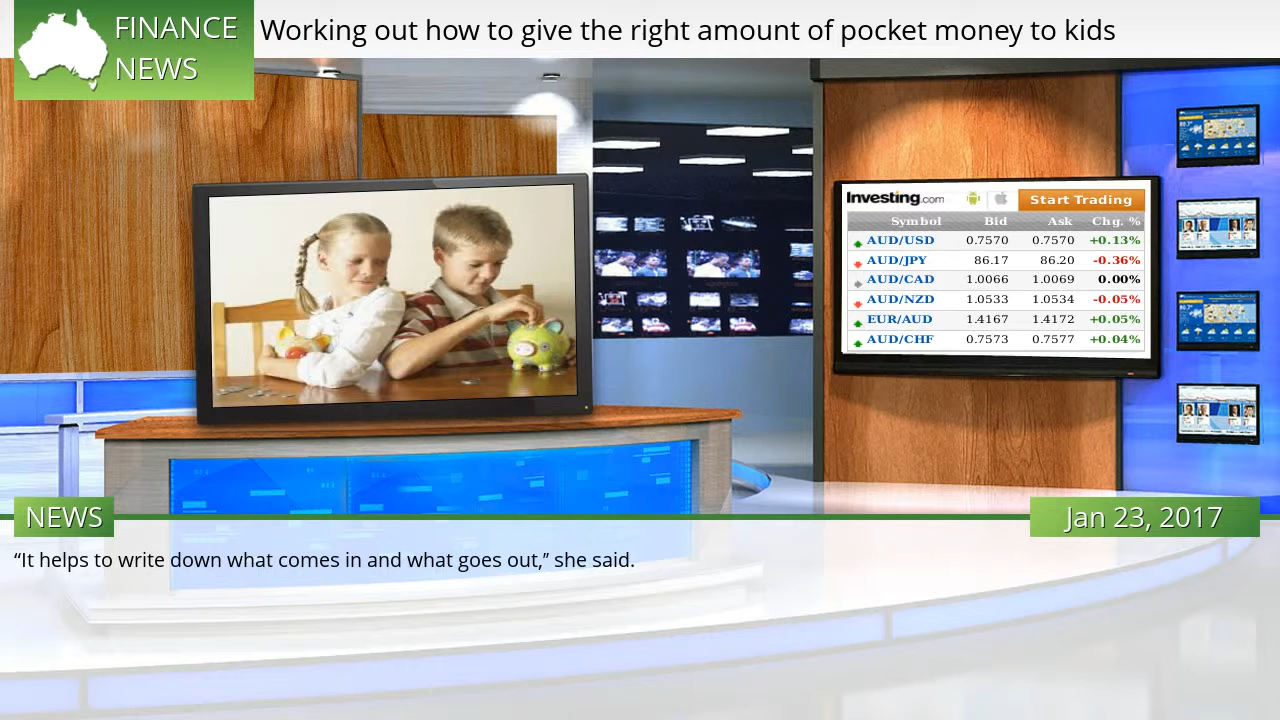 FINANCE
NEWS
Working out how to give the right amount of pocket money to kids
Investing.com
Start Trading
Symbol Bid Ask Chg. %
AUD/USD 0.7570 0.7570 +0.13%
AUD/JPY 86.17 86.20 -0.36%
AUD/CAD 1.0066 1.0069 0.00%
AUD/NZD 1.0533 1.0534 -0.05%
EUR/AUD 1.4167 1.4172 +0.05%
AUD/CHF 0.7573 0.7577 +0.04%
NEWS
Jan 23, 2017
“It helps to write down what comes in and what goes out,” she said.